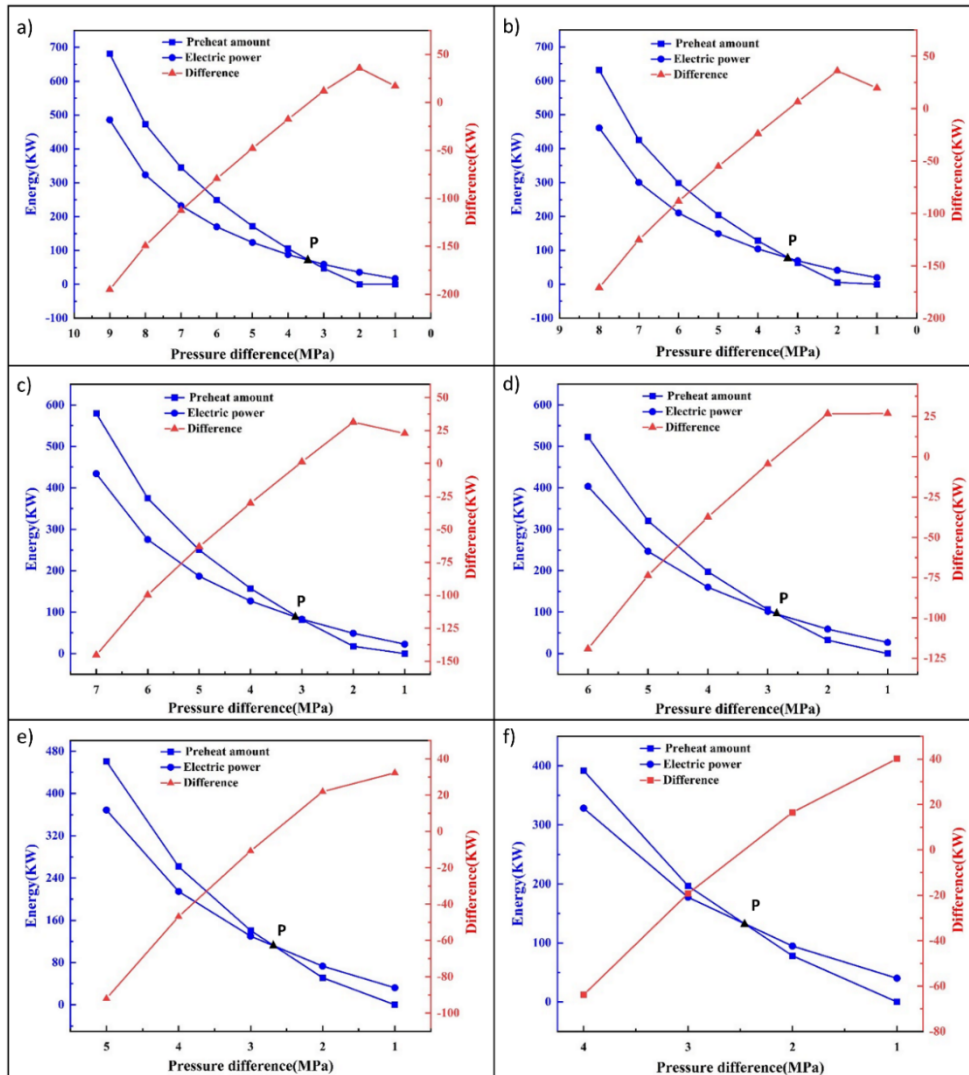 a)
Preheat amount
Electric power
Difference
700
600
500
400
300
200
100
0
-100
50
0
-50
-100
-150
-200
P
10 9 8 7 6 5 4 3 2 1 0
Energy(KW)
Difference(KW)
Pressure difference(MPa)
b)
Preheat amount
Electric power
Difference
700
600
500
400
300
200
100
0
-100
50
0
-50
-100
-150
-200
P
9 8 7 6 5 4 3 2 1 0
Energy(KW)
Difference(KW)
Pressure difference(MPa)
c)
Preheat amount
Electric power
Difference
600
500
400
300
200
100
0
50
25
0
-25
-50
-75
-100
-125
-150
P
7 6 5 4 3 2 1
Energy(KW)
Difference(KW)
Pressure difference(MPa)
d)
Preheat amount
Electric power
Difference
600
500
400
300
200
100
0
25
0
-25
-50
-75
-100
-125
P
6 5 4 3 2 1
Energy(KW)
Difference(KW)
Pressure difference(MPa)
e)
Preheat amount
Electric power
Difference
480
400
320
240
160
80
0
40
20
0
-20
-40
-60
-80
-100
P
5 4 3 2 1
Energy(KW)
Difference(KW)
Pressure difference(MPa)
f)
Preheat amount
Electric power
Difference
400
300
200
100
0
40
20
0
-20
-40
-60
-80
P
4 3 2 1
Energy(KW)
Difference(KW)
Pressure difference(MPa)